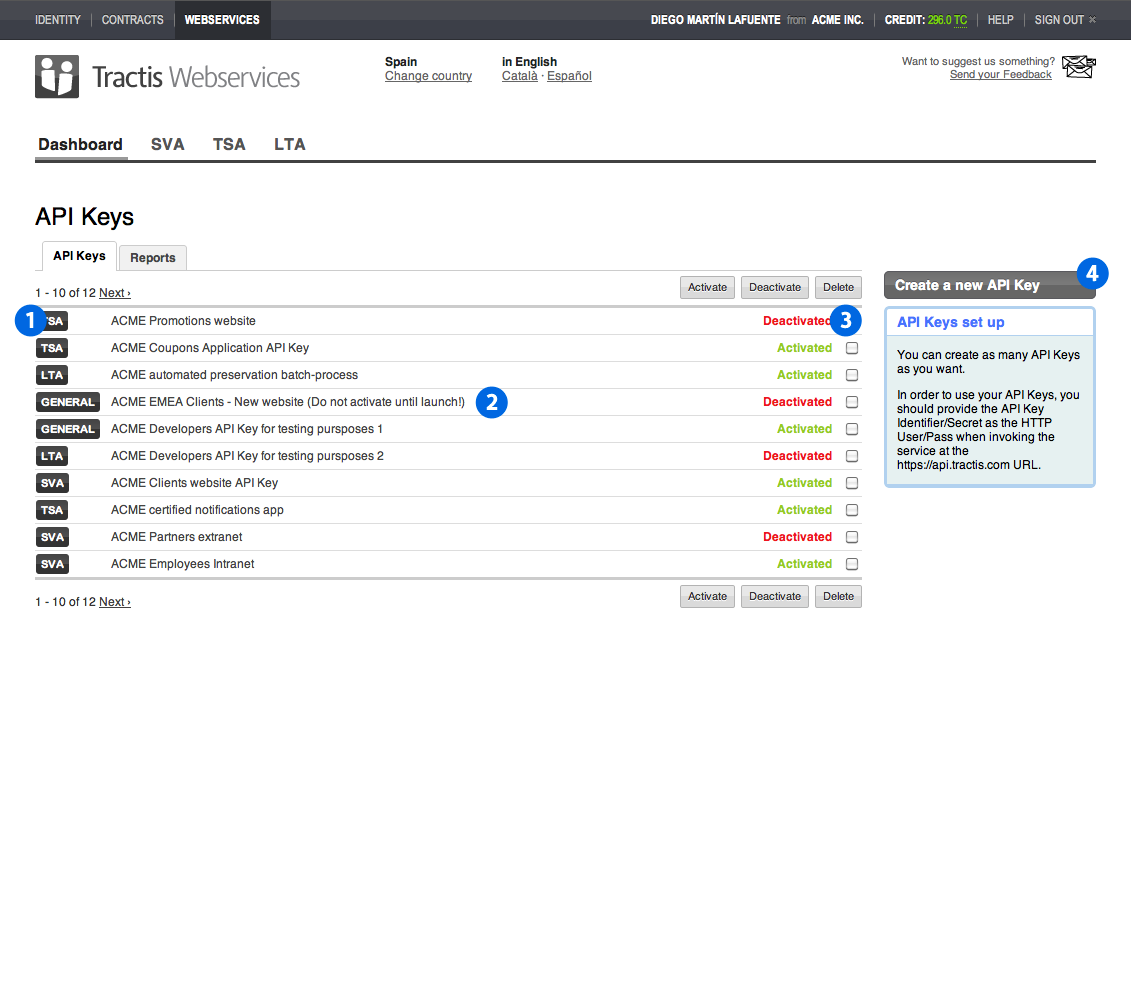 IDENTITY CONTRACTS WEBSERVICES DIEGO MARTÍN LAFUENTE from ACME INC. CREDIT: 296.0 TC HELP SIGN OUT ×
Tractis Webservices
Spain
Change country
in English
Català · Español
Want to suggest us something?
Send your Feedback
Dashboard SVA TSA LTA
API Keys
API Keys Reports
1 - 10 of 12 Next › Activate Deactivate Delete
1 TSA ACME Promotions website Deactivated 3
TSA ACME Coupons Application API Key Activated
LTA ACME automated preservation batch-process Activated
GENERAL ACME EMEA Clients - New website (Do not activate until launch!) 2 Deactivated
GENERAL ACME Developers API Key for testing pursposes 1 Activated
LTA ACME Developers API Key for testing pursposes 2 Deactivated
SVA ACME Clients website API Key Activated
TSA ACME certified notifications app Activated
SVA ACME Partners extranet Deactivated
SVA ACME Employees Intranet Activated
1 - 10 of 12 Next › Activate Deactivate Delete
Create a new API Key 4
API Keys set up
You can create as many API Keys
as you want.
In order to use your API Keys, you
should provide the API Key
Identifier/Secret as the HTTP
User/Pass when invoking the
service at the
https://api.tractis.com URL.